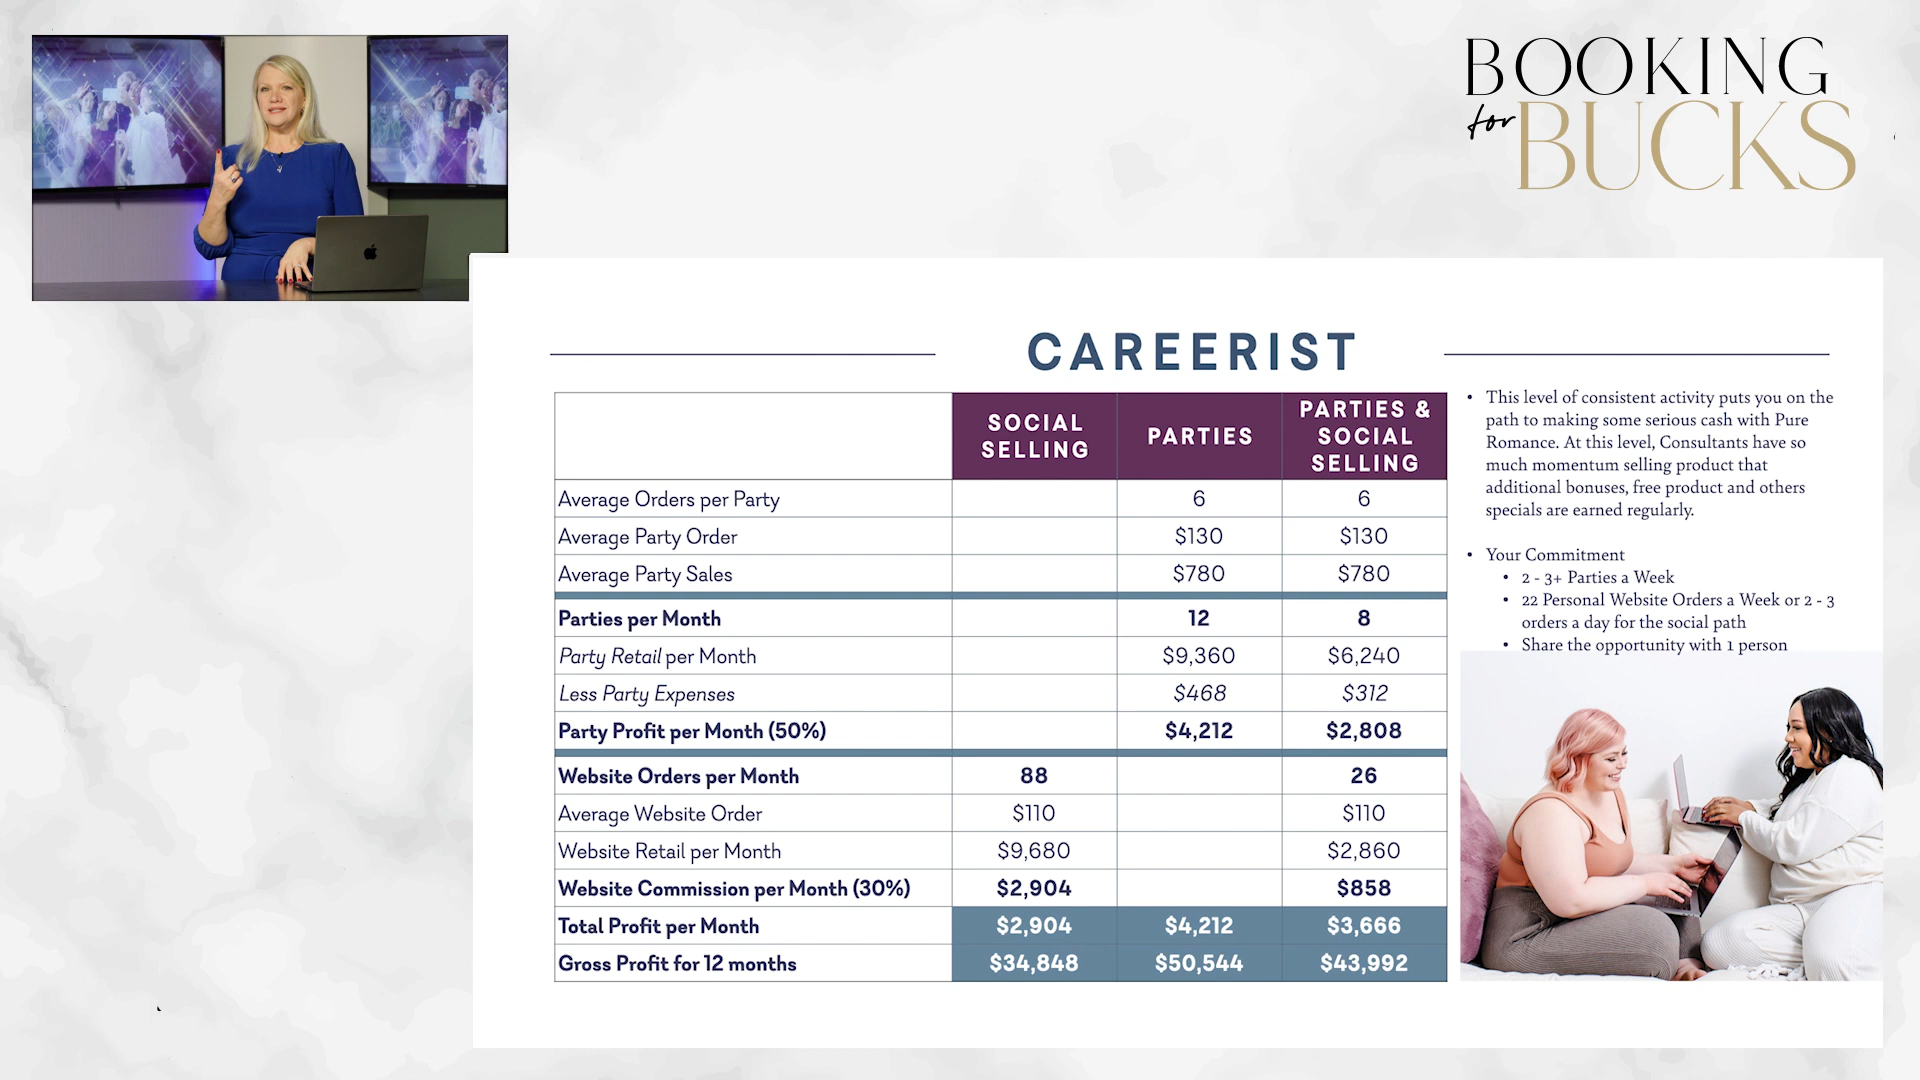 BOOKING
for BUCKS
CAREERIST
SOCIAL SELLING PARTIES PARTIES & SOCIAL SELLING
Average Orders per Party 6 6
Average Party Order $130 $130
Average Party Sales $780 $780
Parties per Month 12 8
Party Retail per Month $9,360 $6,240
Less Party Expenses $468 $312
Party Profit per Month (50%) $4,212 $2,808
Website Orders per Month 88 26
Average Website Order $110 $110
Website Retail per Month $9,680 $2,860
Website Commission per Month (30%) $2,904 $858
Total Profit per Month $2,904 $4,212 $3,666
Gross Profit for 12 months $34,848 $50,544 $43,992
• This level of consistent activity puts you on the
path to making some serious cash with Pure
Romance. At this level, Consultants have so
much momentum selling product that
additional bonuses, free product and others
specials are earned regularly.
• Your Commitment
• 2 - 3+ Parties a Week
• 22 Personal Website Orders a Week or 2 - 3
orders a day for the social path
• Share the opportunity with 1 person